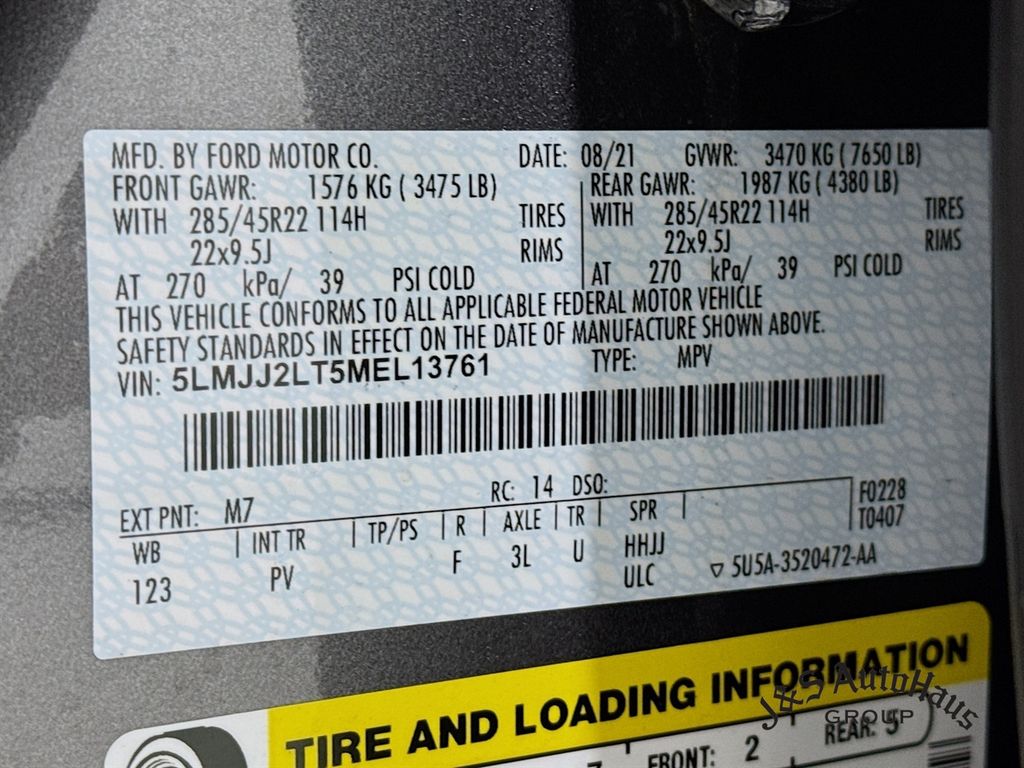 MFD. BY FORD MOTOR CO. DATE: 08/21 GVWR: 3470 KG ( 7650 LB)
FRONT GAWR: 1576 KG ( 3475 LB) REAR GAWR: 1987 KG ( 4380 LB)
WITH 285/45R22 114H TIRES WITH 285/45R22 114H TIRES
22x9.5J RIMS 22x9.5J RIMS
AT 270 kPa/ 39 PSI COLD AT 270 kPa/ 39 PSI COLD
THIS VEHICLE CONFORMS TO ALL APPLICABLE FEDERAL MOTOR VEHICLE
SAFETY STANDARDS IN EFFECT ON THE DATE OF MANUFACTURE SHOWN ABOVE.
VIN: 5LMJJ2LT5MEL13761 TYPE: MPV
EXT PNT: M7 RC: 14 DSO: F0228
WB INT TR TP/PS R AXLE TR SPR T0407
123 PV F 3L U HHJJ
ULC ▽ 5U5A-3520472-AA
TIRE AND LOADING INFORMATION
J&S AutoHaus
GROUP
FRONT: 2 REAR: 5